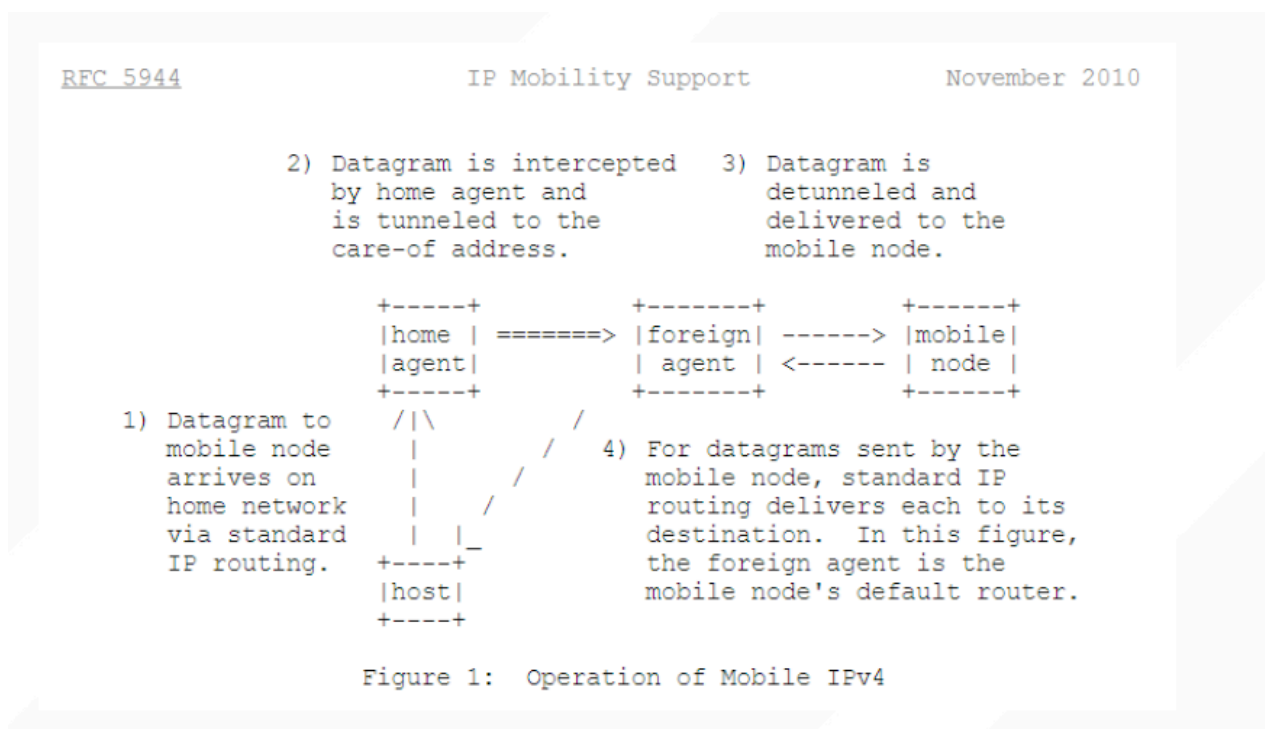 RFC 5944 IP Mobility Support November 2010
2) Datagram is intercepted 3) Datagram is
by home agent and detunneled and
is tunneled to the delivered to the
care-of address. mobile node.
+-----+ +-------+ +------+
|home | =======> |foreign| ------> |mobile|
|agent| | agent | <------ | node |
+-----+ +-------+ +------+
1) Datagram to /|\ /
mobile node | / 4) For datagrams sent by the
arrives on | / mobile node, standard IP
home network | / routing delivers each to its
via standard | |_ destination. In this figure,
IP routing. +----+ the foreign agent is the
|host| mobile node's default router.
+----+
Figure 1: Operation of Mobile IPv4